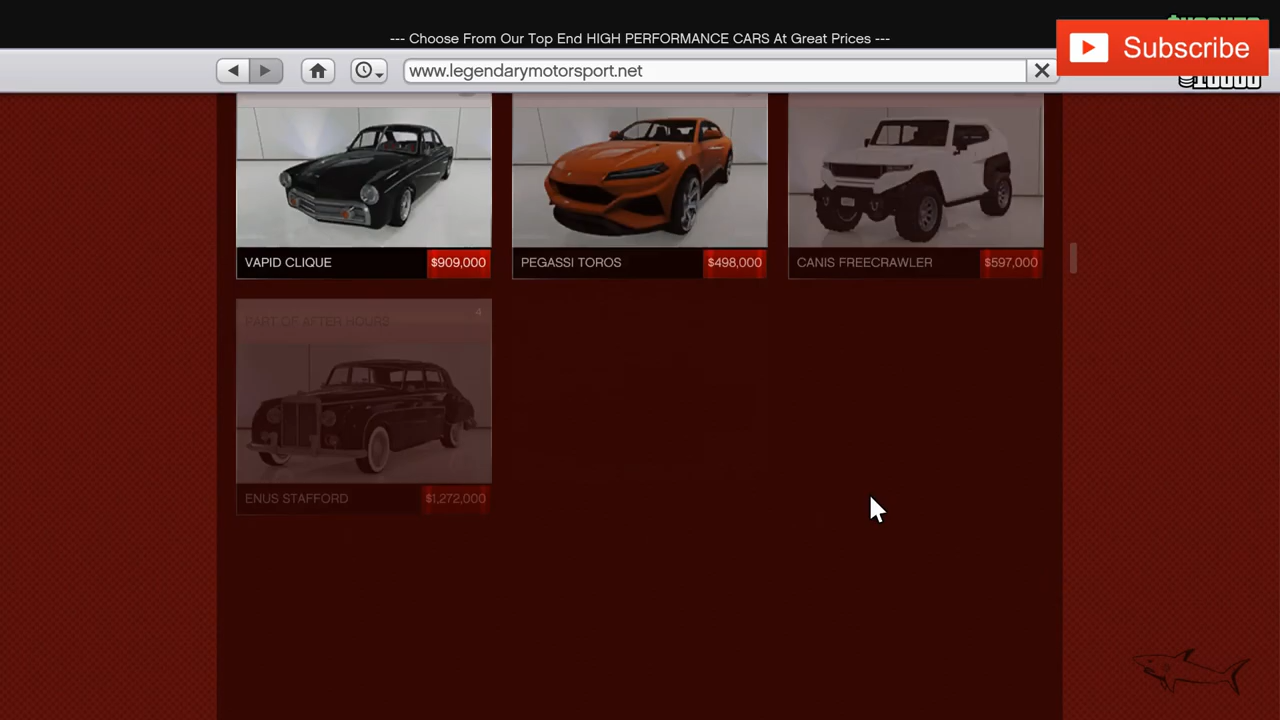 --- Choose From Our Top End HIGH PERFORMANCE CARS At Great Prices ---
Subscribe
www.legendarymotorsport.net
VAPID CLIQUE $909,000
PEGASSI TOROS $498,000
CANIS FREECRAWLER $597,000
PART OF AFTER HOURS 4
ENUS STAFFORD $1,272,000